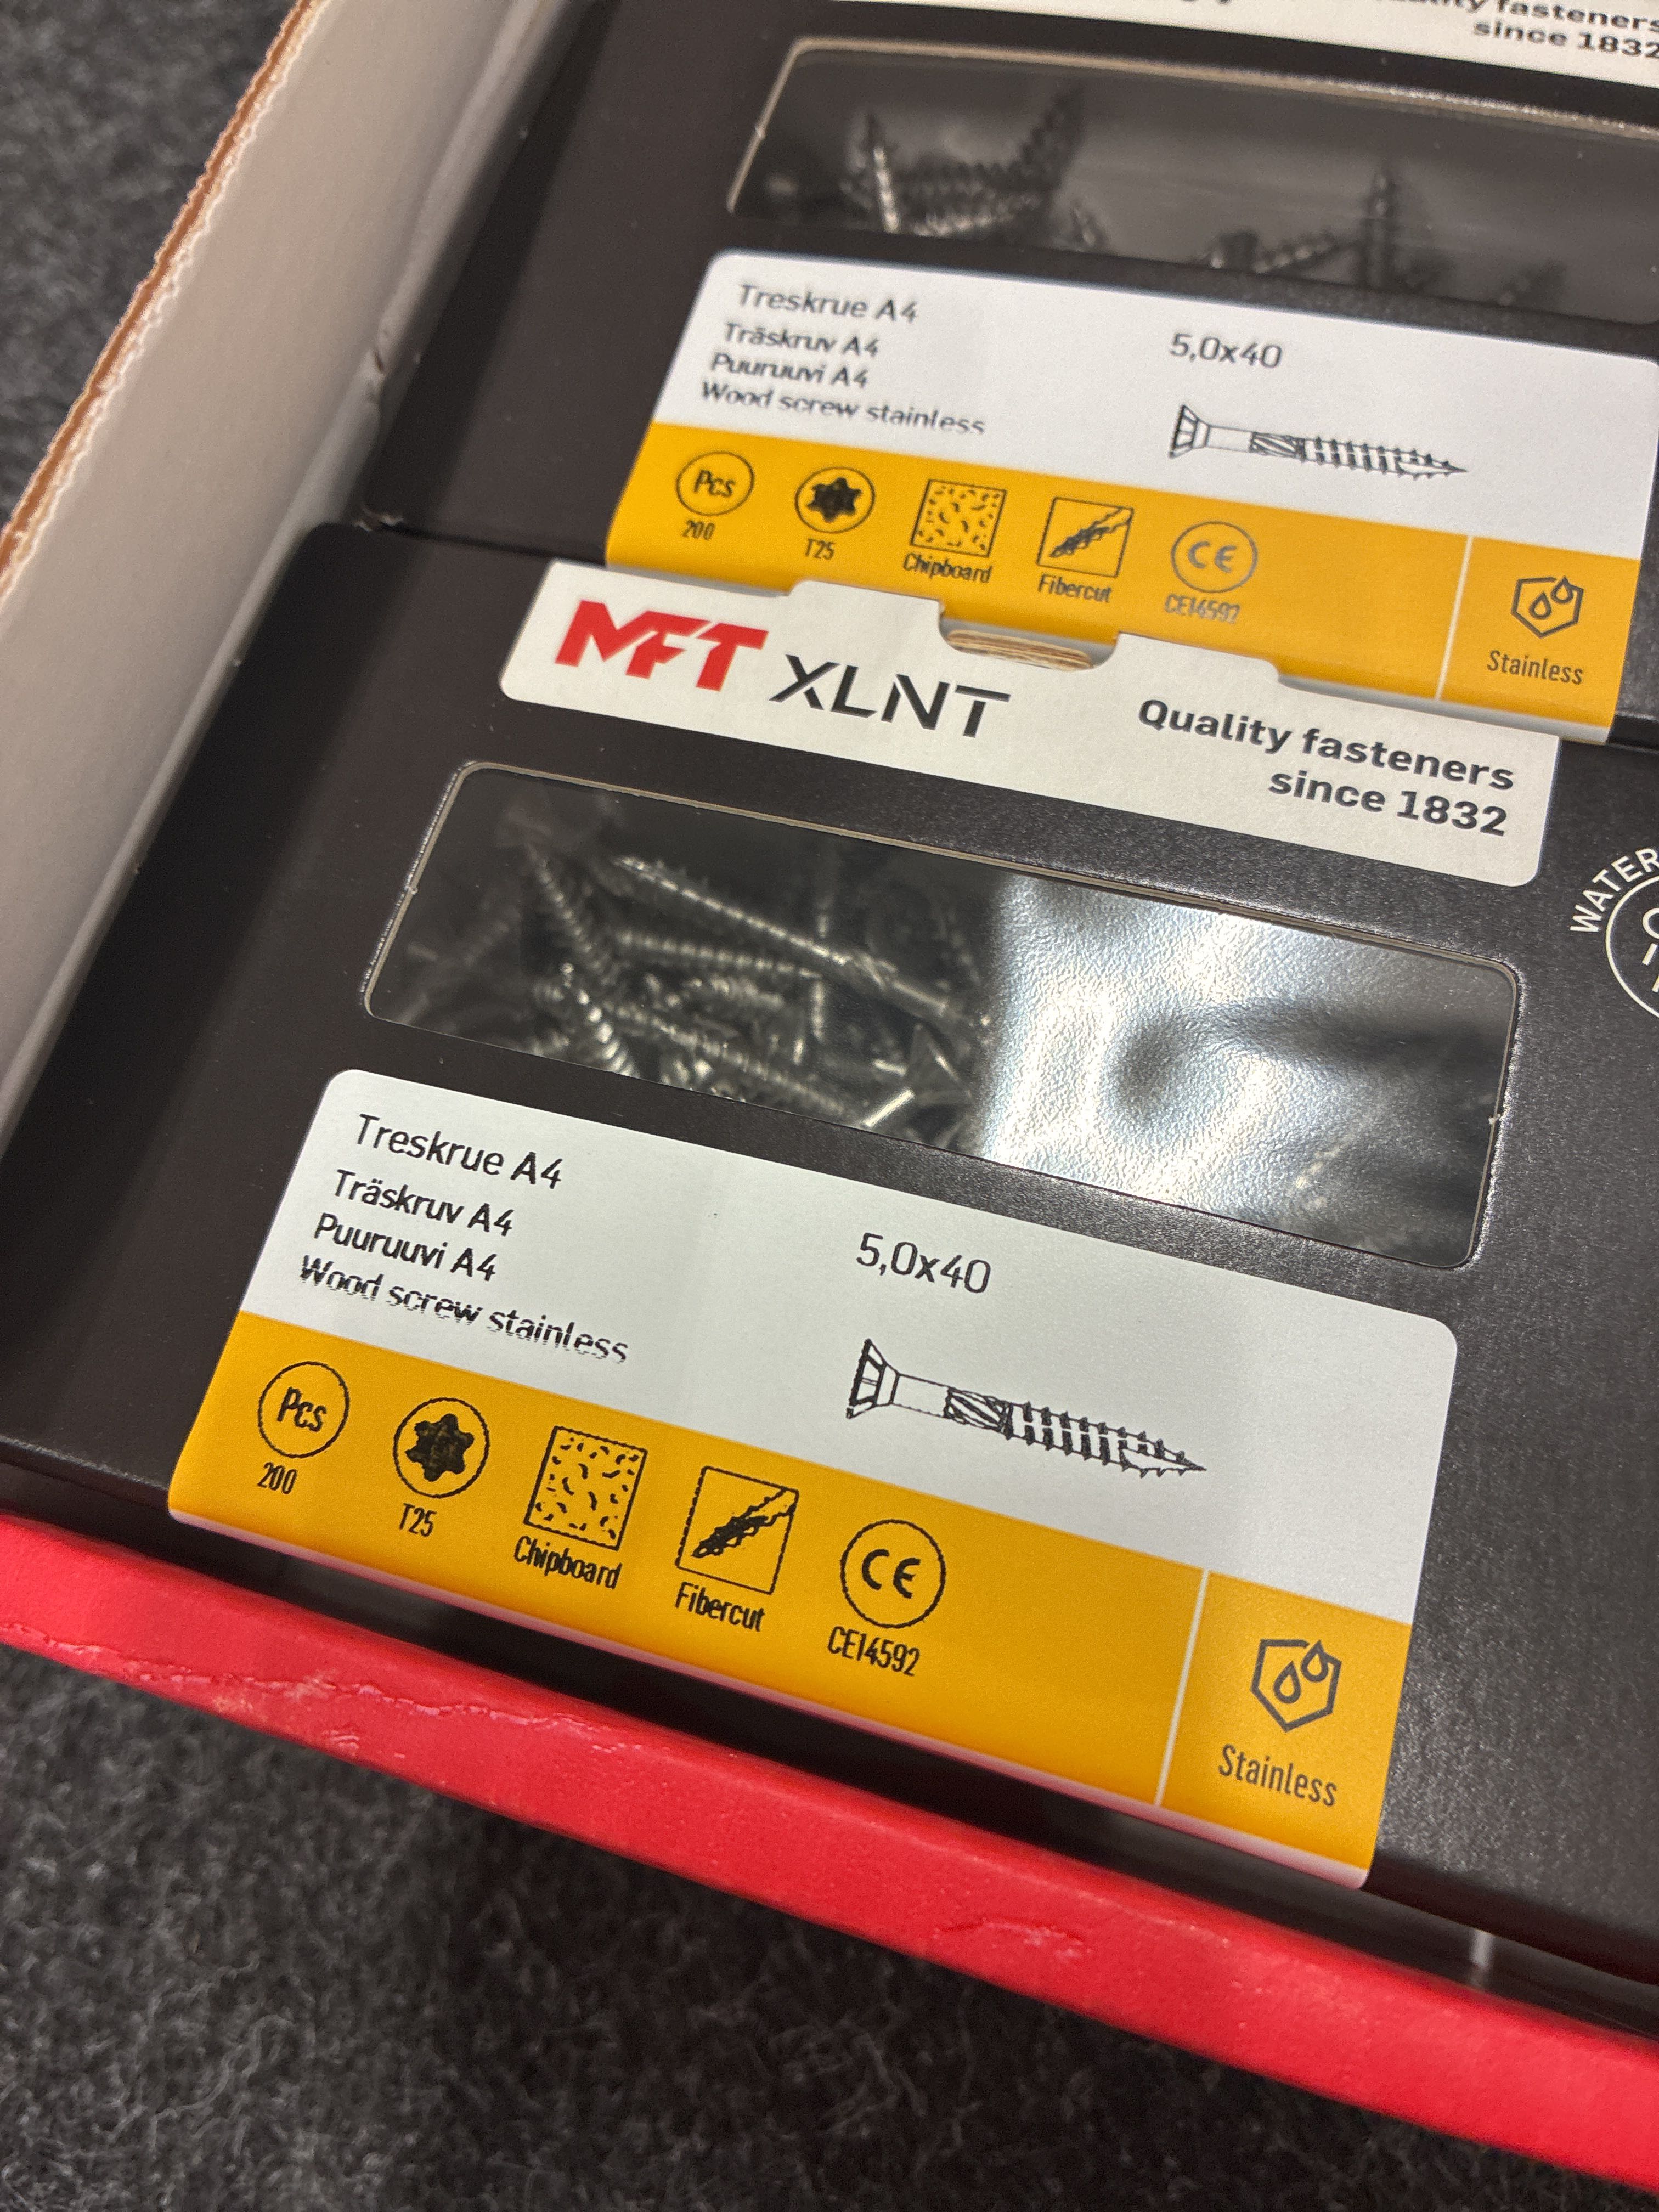 fasteners
since 1832
Treskrue A4
Träskruv A4
Puuruuvi A4
Wood screw stainless
5,0x40
Pcs
200
T25
Chipboard
Fibercut
CE
CE14592
Stainless
MFT XLNT
Quality fasteners
since 1832
WATER
Treskrue A4
Träskruv A4
Puuruuvi A4
Wood screw stainless
5,0x40
Pcs
200
T25
Chipboard
Fibercut
CE
CE14592
Stainless